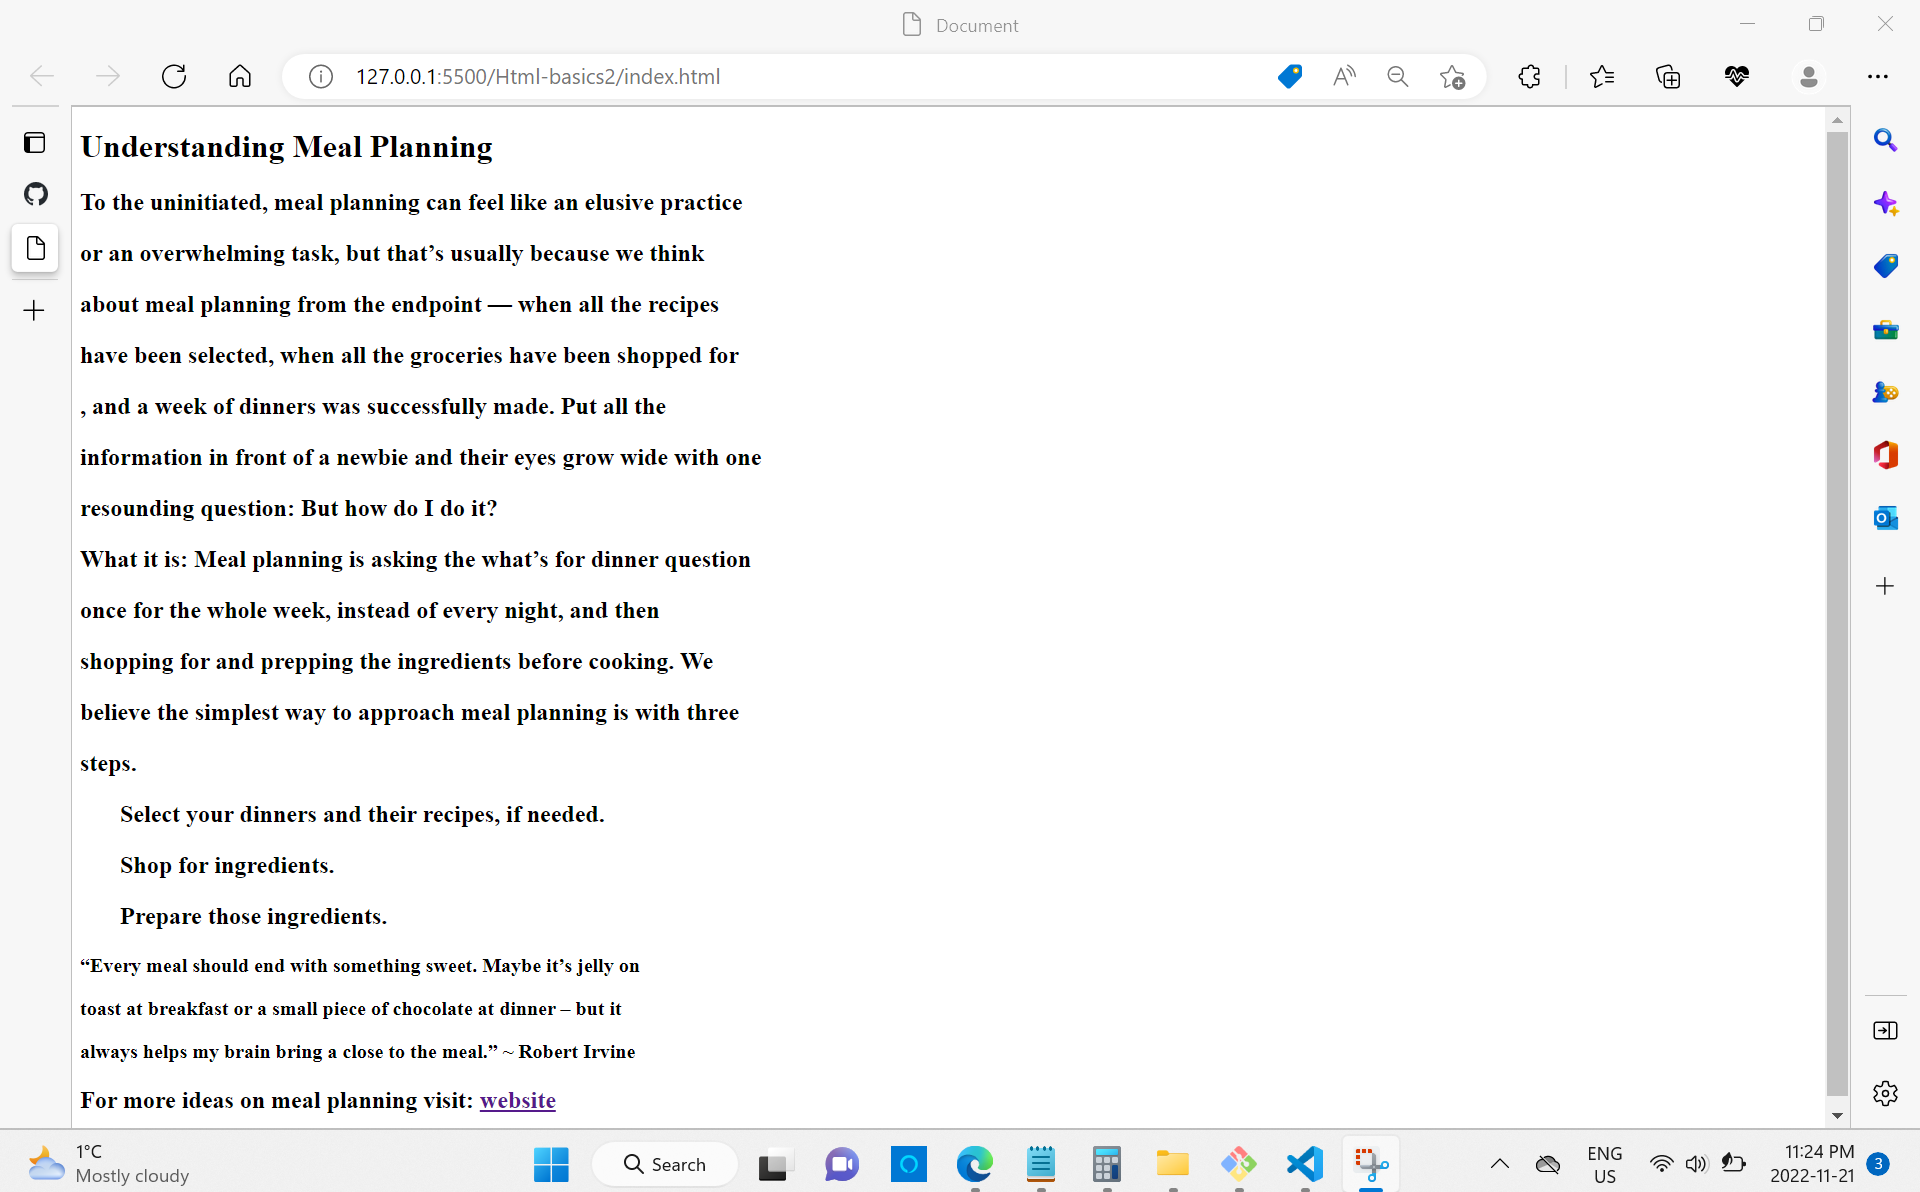 Document
127.0.0.1:5500/Html-basics2/index.html
Understanding Meal Planning
To the uninitiated, meal planning can feel like an elusive practice
or an overwhelming task, but that’s usually because we think
about meal planning from the endpoint — when all the recipes
have been selected, when all the groceries have been shopped for
, and a week of dinners was successfully made. Put all the
information in front of a newbie and their eyes grow wide with one
resounding question: But how do I do it?
What it is: Meal planning is asking the what’s for dinner question
once for the whole week, instead of every night, and then
shopping for and prepping the ingredients before cooking. We
believe the simplest way to approach meal planning is with three
steps.
Select your dinners and their recipes, if needed.
Shop for ingredients.
Prepare those ingredients.
“Every meal should end with something sweet. Maybe it’s jelly on
toast at breakfast or a small piece of chocolate at dinner – but it
always helps my brain bring a close to the meal.” ~ Robert Irvine
For more ideas on meal planning visit: website
1°C
Mostly cloudy
Search
ENG
US
11:24 PM
2022-11-21
3